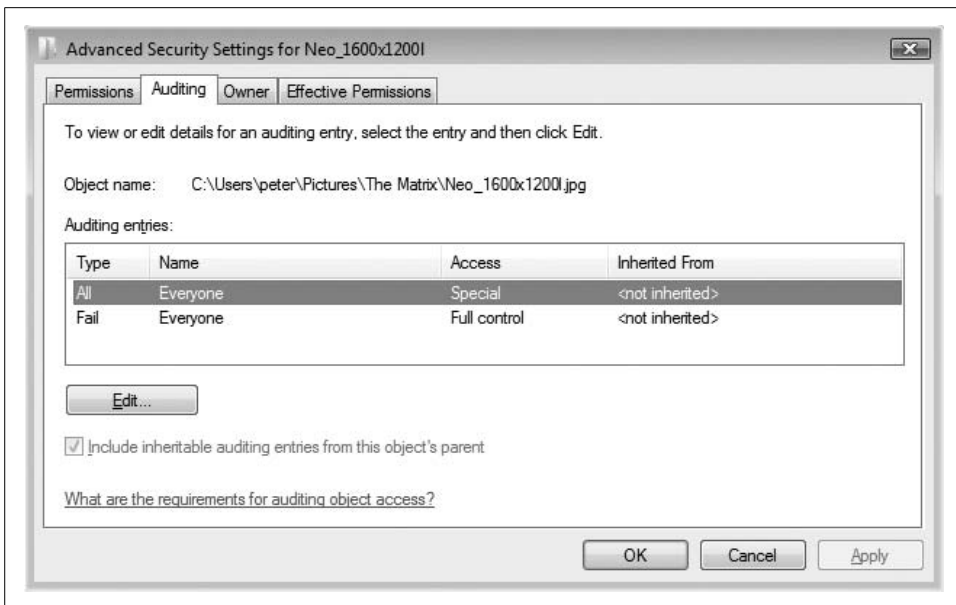 Advanced Security Settings for Neo_1600x1200l
Permissions Auditing Owner Effective Permissions
To view or edit details for an auditing entry, select the entry and then click Edit.
Object name: C:\Users\peter\Pictures\The Matrix\Neo_1600x1200l.jpg
Auditing entries:
Type Name Access Inherited From
All Everyone Special <not inherited>
Fail Everyone Full control <not inherited>
Edit...
Include inheritable auditing entries from this object's parent
What are the requirements for auditing object access?
OK Cancel Apply